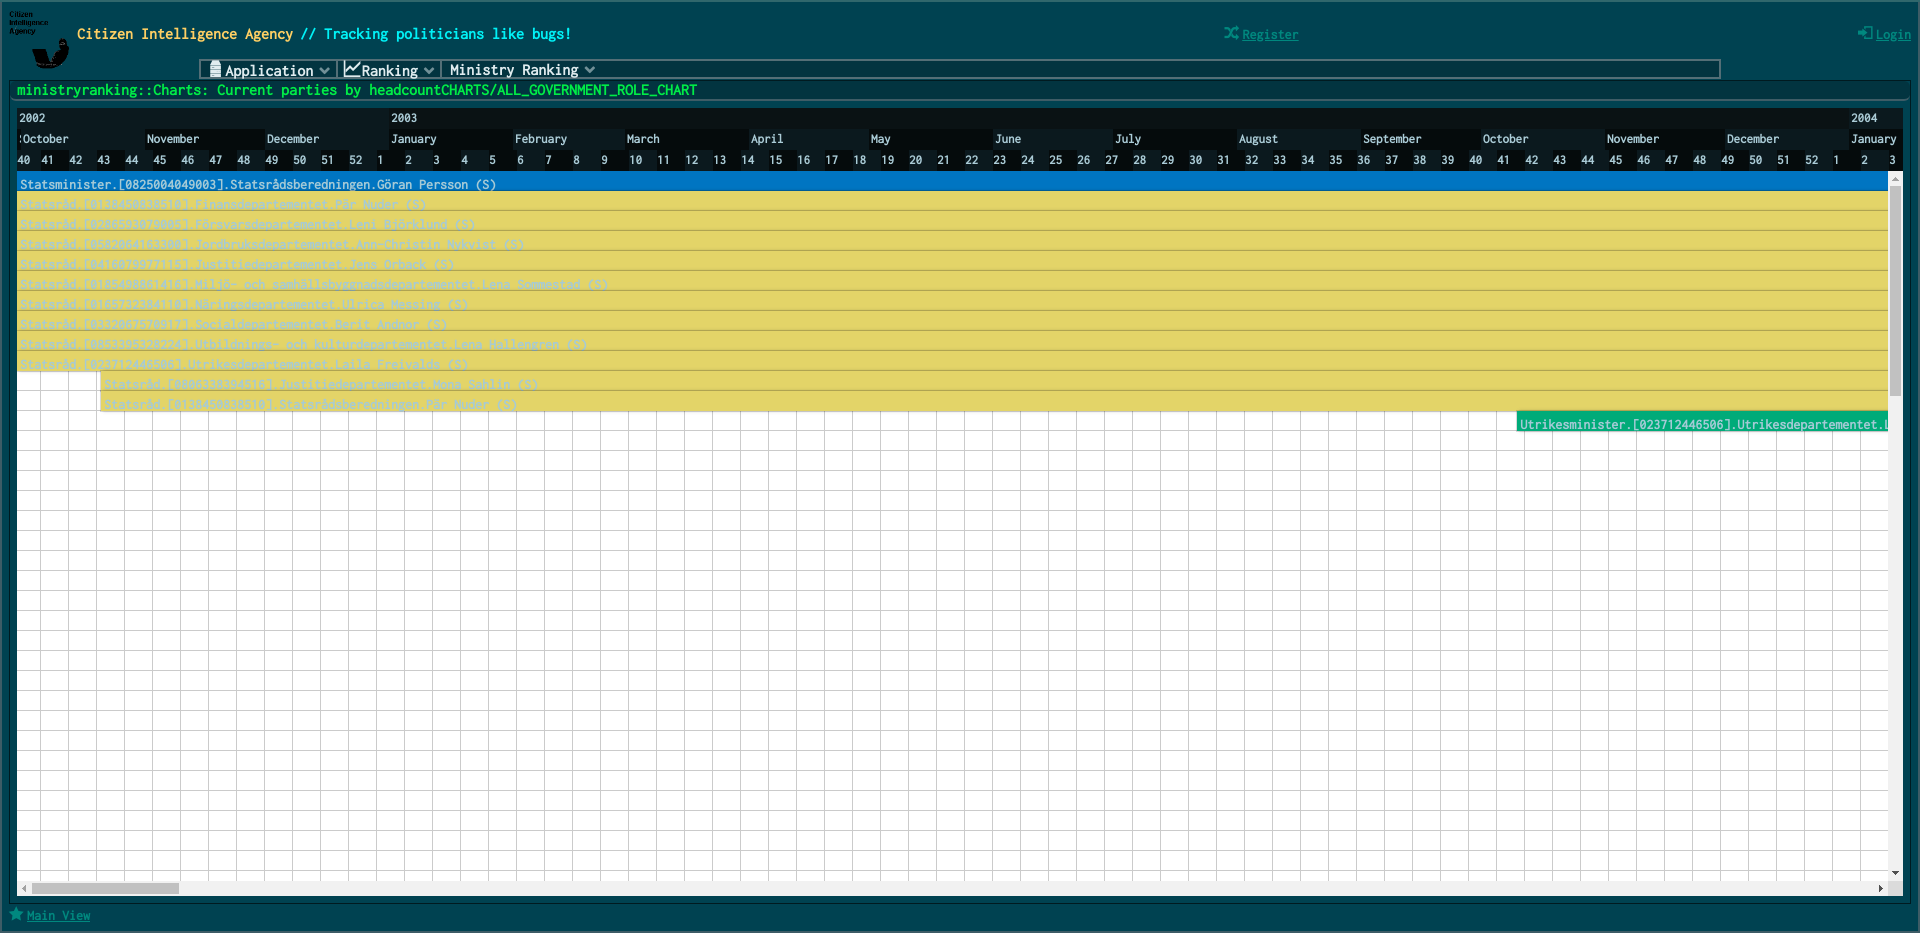 Citizen
Intelligence
Agency
Citizen Intelligence Agency // Tracking politicians like bugs!
Register
Login
Application
Ranking
Ministry Ranking
ministryranking::Charts: Current parties by headcountCHARTS/ALL_GOVERNMENT_ROLE_CHART
2002 2003 2004
October November December January February March April May June July August September October November December January
40 41 42 43 44 45 46 47 48 49 50 51 52 1 2 3 4 5 6 7 8 9 10 11 12 13 14 15 16 17 18 19 20 21 22 23 24 25 26 27 28 29 30 31 32 33 34 35 36 37 38 39 40 41 42 43 44 45 46 47 48 49 50 51 52 1 2 3
Statsminister.[0825004049003].Statsrådsberedningen.Göran Persson (S)
Statsråd.[0138450838510].Finansdepartementet.Pär Nuder (S)
Statsråd.[0286593079005].Försvarsdepartementet.Leni Björklund (S)
Statsråd.[0582064163300].Jordbruksdepartementet.Ann-Christin Nykvist (S)
Statsråd.[0416079977115].Justitiedepartementet.Jens Orback (S)
Statsråd.[0185498861416].Miljö- och samhällsbyggnadsdepartementet.Lena Sommestad (S)
Statsråd.[0165732384110].Näringsdepartementet.Ulrica Messing (S)
Statsråd.[0332067570917].Socialdepartementet.Berit Andnor (S)
Statsråd.[0853395328224].Utbildnings- och kulturdepartementet.Lena Hallengren (S)
Statsråd.[023712446506].Utrikesdepartementet.Laila Freivalds (S)
Statsråd.[0806338394516].Justitiedepartementet.Mona Sahlin (S)
Statsråd.[0138450838510].Statsrådsberedningen.Pär Nuder (S)
Utrikesminister.[023712446506].Utrikesdepartementet.L
Main View